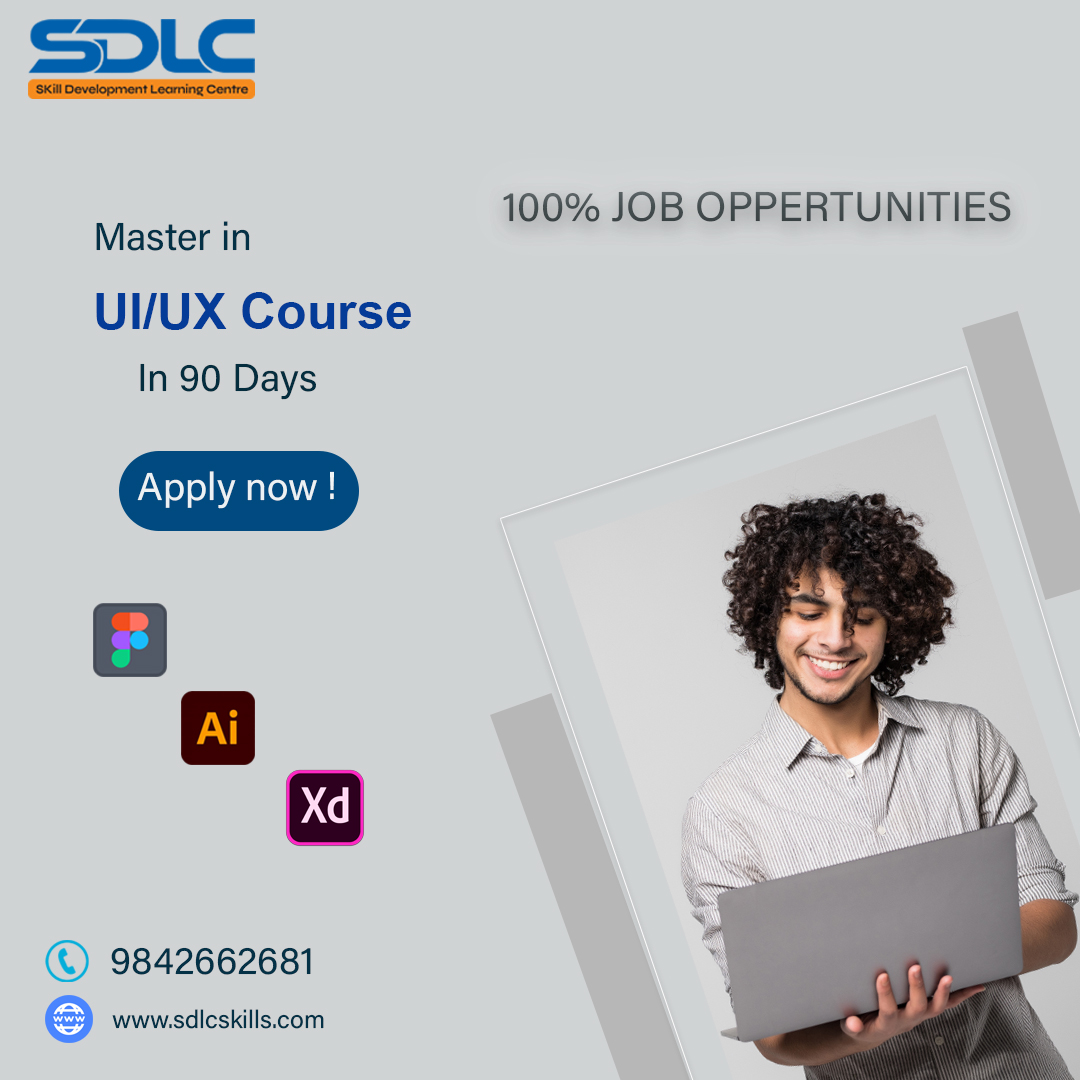 SDLC
SKill Development Learning Centre
100% JOB OPPERTUNITIES
Master in
UI/UX Course
In 90 Days
Apply now !
Ai
Xd
9842662681
www
www.sdlcskills.com